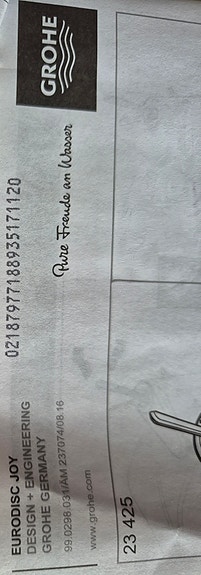 GROHE
Pure Freude an Wasser
021879771888935171120
EURODISC JOY
DESIGN + ENGINEERING
GROHE GERMANY
99.0298.031/ÄM 237074/08.16
www.grohe.com
23 425